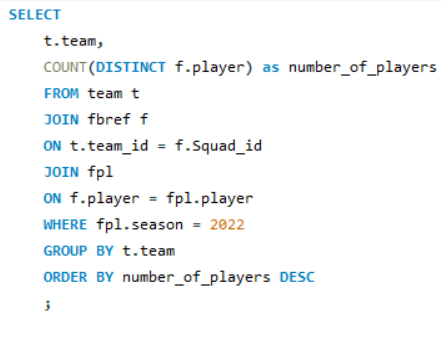 SELECT
t.team,
COUNT(DISTINCT f.player) as number_of_players
FROM team t
JOIN fbref f
ON t.team_id = f.Squad_id
JOIN fpl
ON f.player = fpl.player
WHERE fpl.season = 2022
GROUP BY t.team
ORDER BY number_of_players DESC
;